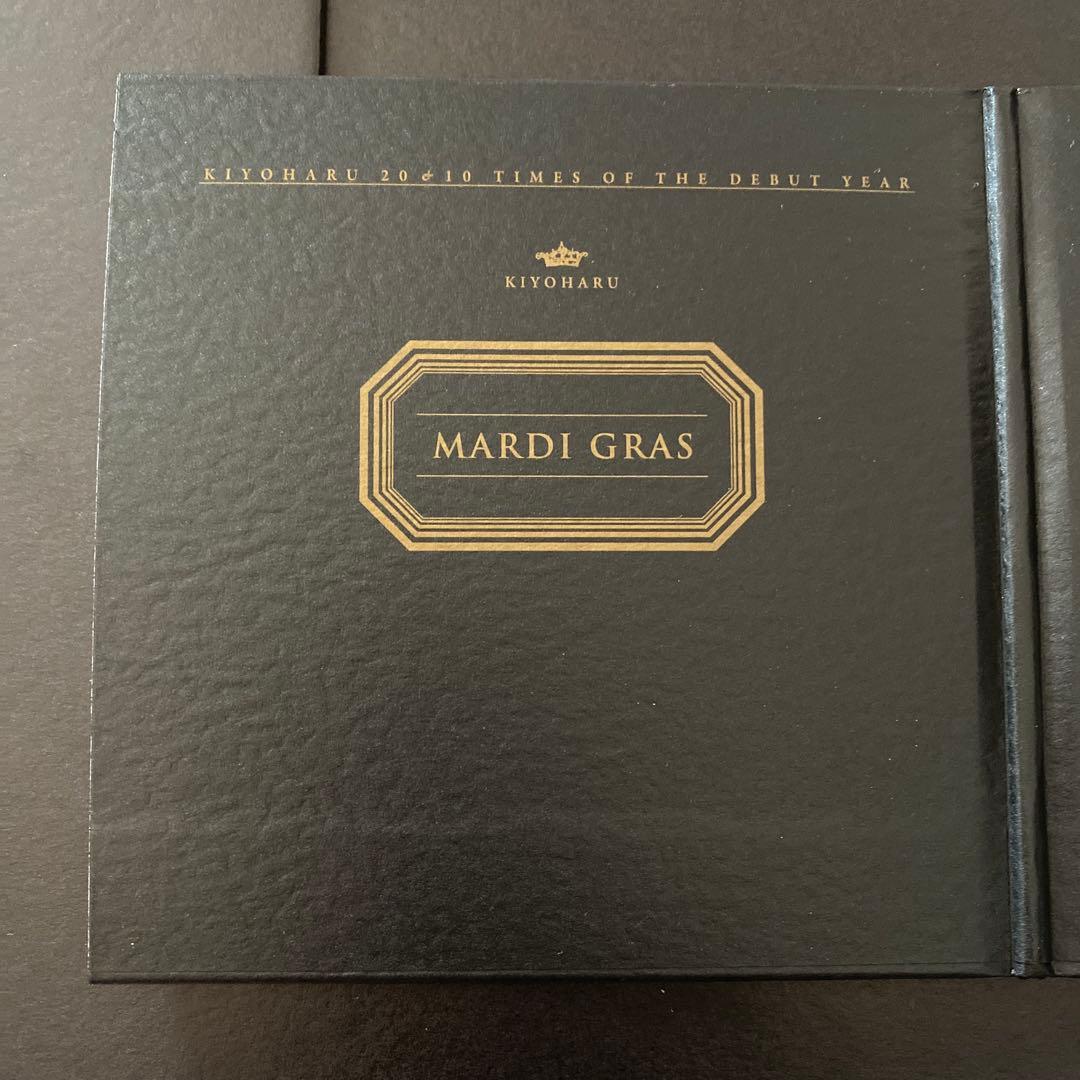 KIYOHARU 20 & 10 TIMES OF THE DEBUT YEAR
KIYOHARU
MARDI GRAS